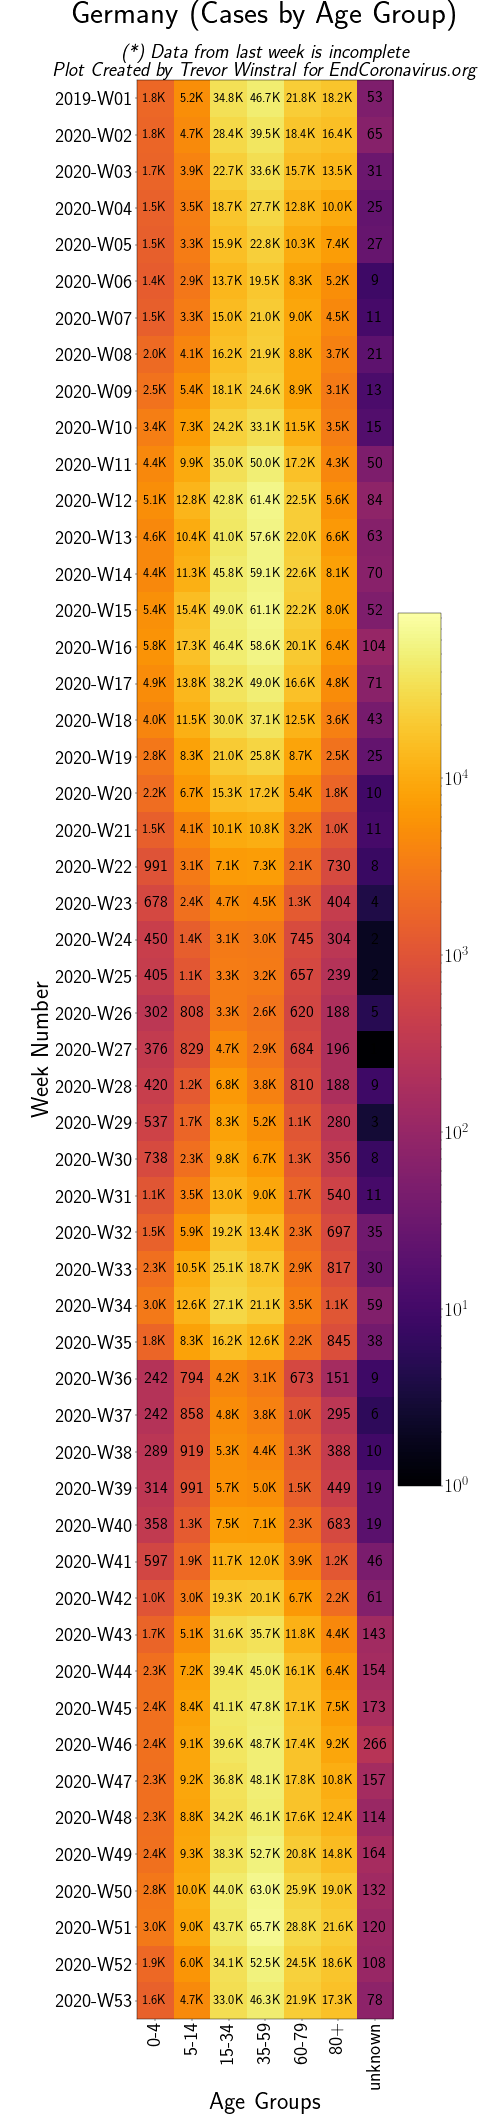 Germany (Cases by Age Group)
(*) Data from last week is incomplete
Plot Created by Trevor Winstral for EndCoronavirus.org
2019-W01 1.8K 5.2K 34.8K 46.7K 21.8K 18.2K 53
2020-W02 1.8K 4.7K 28.4K 39.5K 18.4K 16.4K 65
2020-W03 1.7K 3.9K 22.7K 33.6K 15.7K 13.5K 31
2020-W04 1.5K 3.5K 18.7K 27.7K 12.8K 10.0K 25
2020-W05 1.5K 3.3K 15.9K 22.8K 10.3K 7.4K 27
2020-W06 1.4K 2.9K 13.7K 19.5K 8.3K 5.2K 9
2020-W07 1.5K 3.3K 15.0K 21.0K 9.0K 4.5K 11
2020-W08 2.0K 4.1K 16.2K 21.9K 8.8K 3.7K 21
2020-W09 2.5K 5.4K 18.1K 24.6K 8.9K 3.1K 13
2020-W10 3.4K 7.3K 24.2K 33.1K 11.5K 3.5K 15
2020-W11 4.4K 9.9K 35.0K 50.0K 17.2K 4.3K 50
2020-W12 5.1K 12.8K 42.8K 61.4K 22.5K 5.6K 84
2020-W13 4.6K 10.4K 41.0K 57.6K 22.0K 6.6K 63
2020-W14 4.4K 11.3K 45.8K 59.1K 22.6K 8.1K 70
2020-W15 5.4K 15.4K 49.0K 61.1K 22.2K 8.0K 52
2020-W16 5.8K 17.3K 46.4K 58.6K 20.1K 6.4K 104
2020-W17 4.9K 13.8K 38.2K 49.0K 16.6K 4.8K 71
2020-W18 4.0K 11.5K 30.0K 37.1K 12.5K 3.6K 43
2020-W19 2.8K 8.3K 21.0K 25.8K 8.7K 2.5K 25
2020-W20 2.2K 6.7K 15.3K 17.2K 5.4K 1.8K 10
2020-W21 1.5K 4.1K 10.1K 10.8K 3.2K 1.0K 11
2020-W22 991 3.1K 7.1K 7.3K 2.1K 730 8
2020-W23 678 2.4K 4.7K 4.5K 1.3K 404 4
2020-W24 450 1.4K 3.1K 3.0K 745 304 2
2020-W25 405 1.1K 3.3K 3.2K 657 239 2
2020-W26 302 808 3.3K 2.6K 620 188 5
2020-W27 376 829 4.7K 2.9K 684 196
2020-W28 420 1.2K 6.8K 3.8K 810 188 9
2020-W29 537 1.7K 8.3K 5.2K 1.1K 280 3
2020-W30 738 2.3K 9.8K 6.7K 1.3K 356 8
2020-W31 1.1K 3.5K 13.0K 9.0K 1.7K 540 11
2020-W32 1.5K 5.9K 19.2K 13.4K 2.3K 697 35
2020-W33 2.3K 10.5K 25.1K 18.7K 2.9K 817 30
2020-W34 3.0K 12.6K 27.1K 21.1K 3.5K 1.1K 59
2020-W35 1.8K 8.3K 16.2K 12.6K 2.2K 845 38
2020-W36 242 794 4.2K 3.1K 673 151 9
2020-W37 242 858 4.8K 3.8K 1.0K 295 6
2020-W38 289 919 5.3K 4.4K 1.3K 388 10
2020-W39 314 991 5.7K 5.0K 1.5K 449 19
2020-W40 358 1.3K 7.5K 7.1K 2.3K 683 19
2020-W41 597 1.9K 11.7K 12.0K 3.9K 1.2K 46
2020-W42 1.0K 3.0K 19.3K 20.1K 6.7K 2.2K 61
2020-W43 1.7K 5.1K 31.6K 35.7K 11.8K 4.4K 143
2020-W44 2.3K 7.2K 39.4K 45.0K 16.1K 6.4K 154
2020-W45 2.4K 8.4K 41.1K 47.8K 17.1K 7.5K 173
2020-W46 2.4K 9.1K 39.6K 48.7K 17.4K 9.2K 266
2020-W47 2.3K 9.2K 36.8K 48.1K 17.8K 10.8K 157
2020-W48 2.3K 8.8K 34.2K 46.1K 17.6K 12.4K 114
2020-W49 2.4K 9.3K 38.3K 52.7K 20.8K 14.8K 164
2020-W50 2.8K 10.0K 44.0K 63.0K 25.9K 19.0K 132
2020-W51 3.0K 9.0K 43.7K 65.7K 28.8K 21.6K 120
2020-W52 1.9K 6.0K 34.1K 52.5K 24.5K 18.6K 108
2020-W53 1.6K 4.7K 33.0K 46.3K 21.9K 17.3K 78
0-4 5-14 15-34 35-59 60-79 80+ unknown
Age Groups
Week Number
10^4
10^3
10^2
10^1
10^0